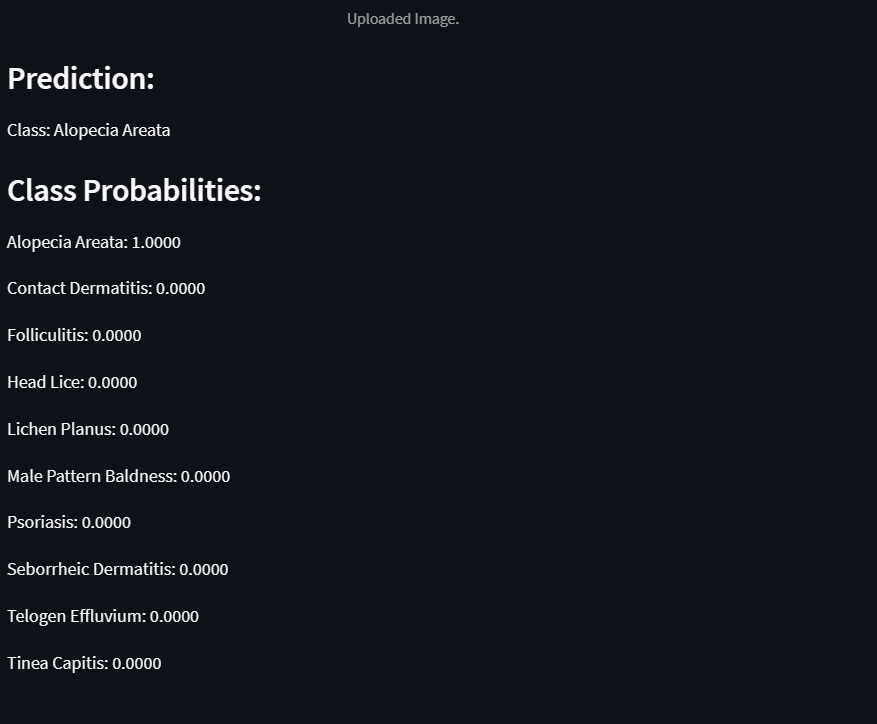 Uploaded Image.
Prediction:
Class: Alopecia Areata
Class Probabilities:
Alopecia Areata: 1.0000
Contact Dermatitis: 0.0000
Folliculitis: 0.0000
Head Lice: 0.0000
Lichen Planus: 0.0000
Male Pattern Baldness: 0.0000
Psoriasis: 0.0000
Seborrheic Dermatitis: 0.0000
Telogen Effluvium: 0.0000
Tinea Capitis: 0.0000